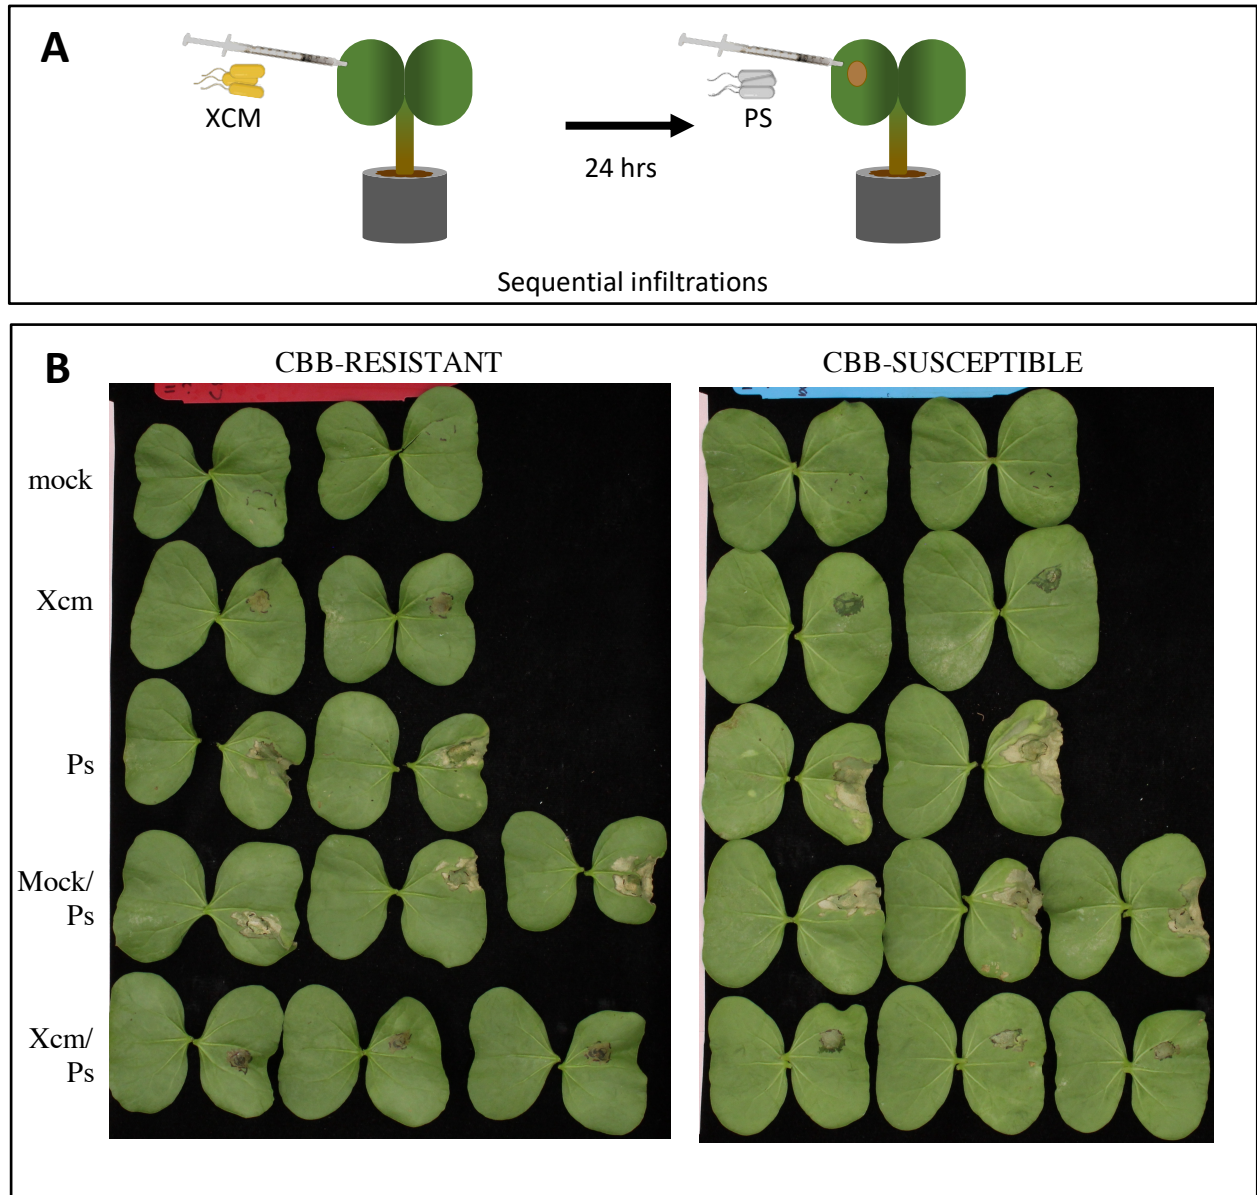 A
XCM
24 hrs
PS
Sequential infiltrations
B
CBB-RESISTANT
CBB-SUSCEPTIBLE
mock
Xcm
Ps
Mock/
Ps
Xcm/
Ps